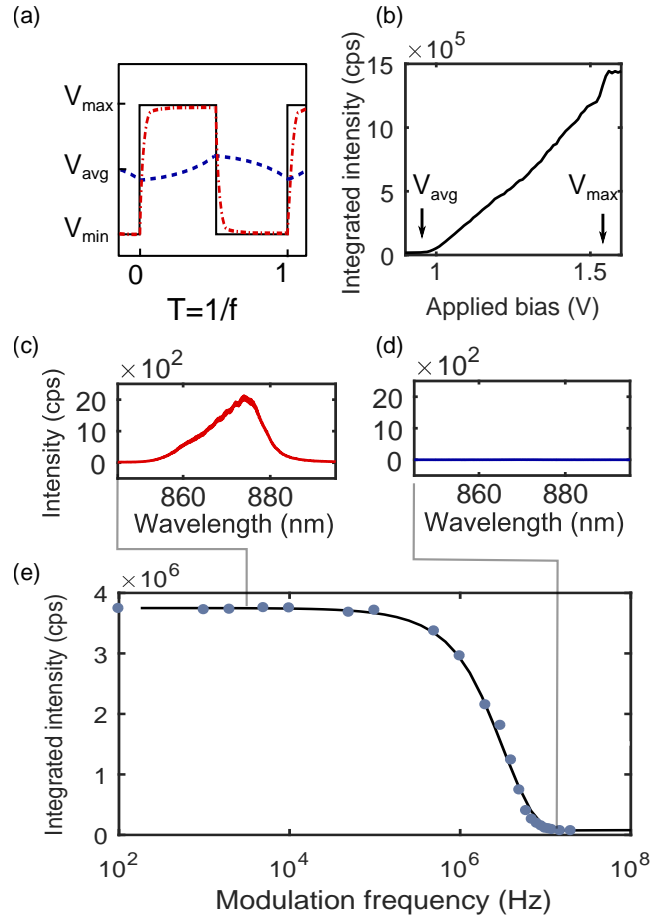 (a)
V_max
V_avg
V_min
0
1
T=1/f
(b)
×10^5
Integrated intensity (cps)
15
10
5
0
V_avg
V_max
1
1.5
Applied bias (V)
(c)
×10^2
Intensity (cps)
20
10
0
860
880
Wavelength (nm)
(d)
×10^2
20
10
0
860
880
Wavelength (nm)
(e)
×10^6
Integrated intensity (cps)
4
3
2
1
0
10^2
10^4
10^6
10^8
Modulation frequency (Hz)